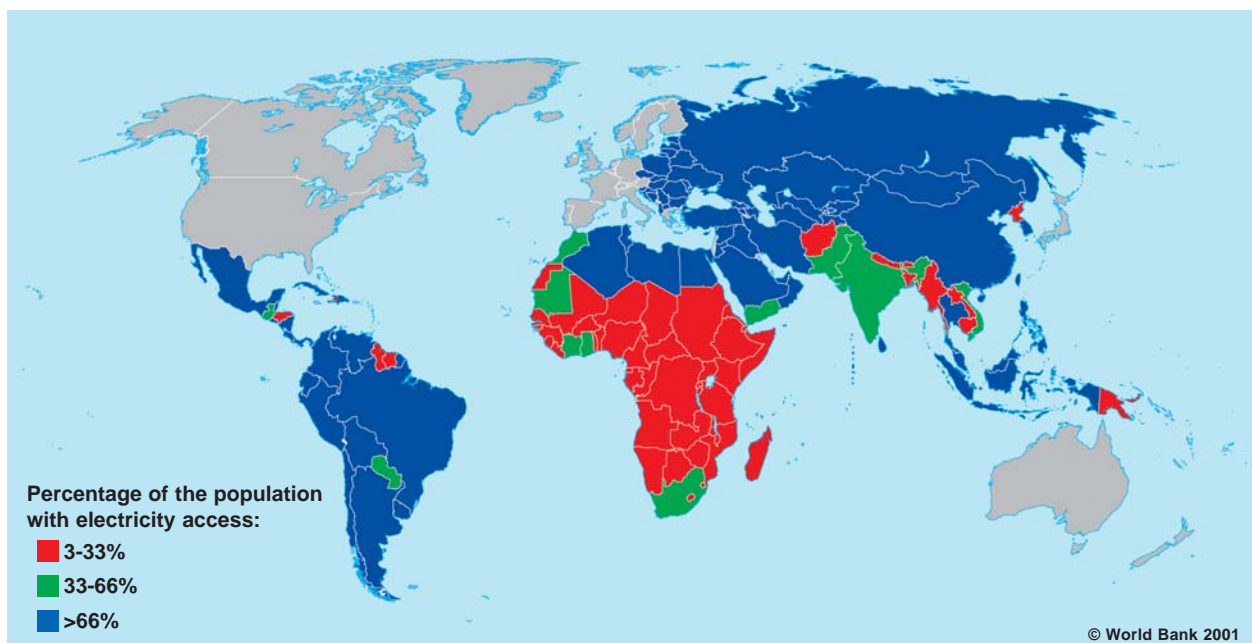 Percentage of the population
with electricity access:
3-33%
33-66%
>66%
© World Bank 2001